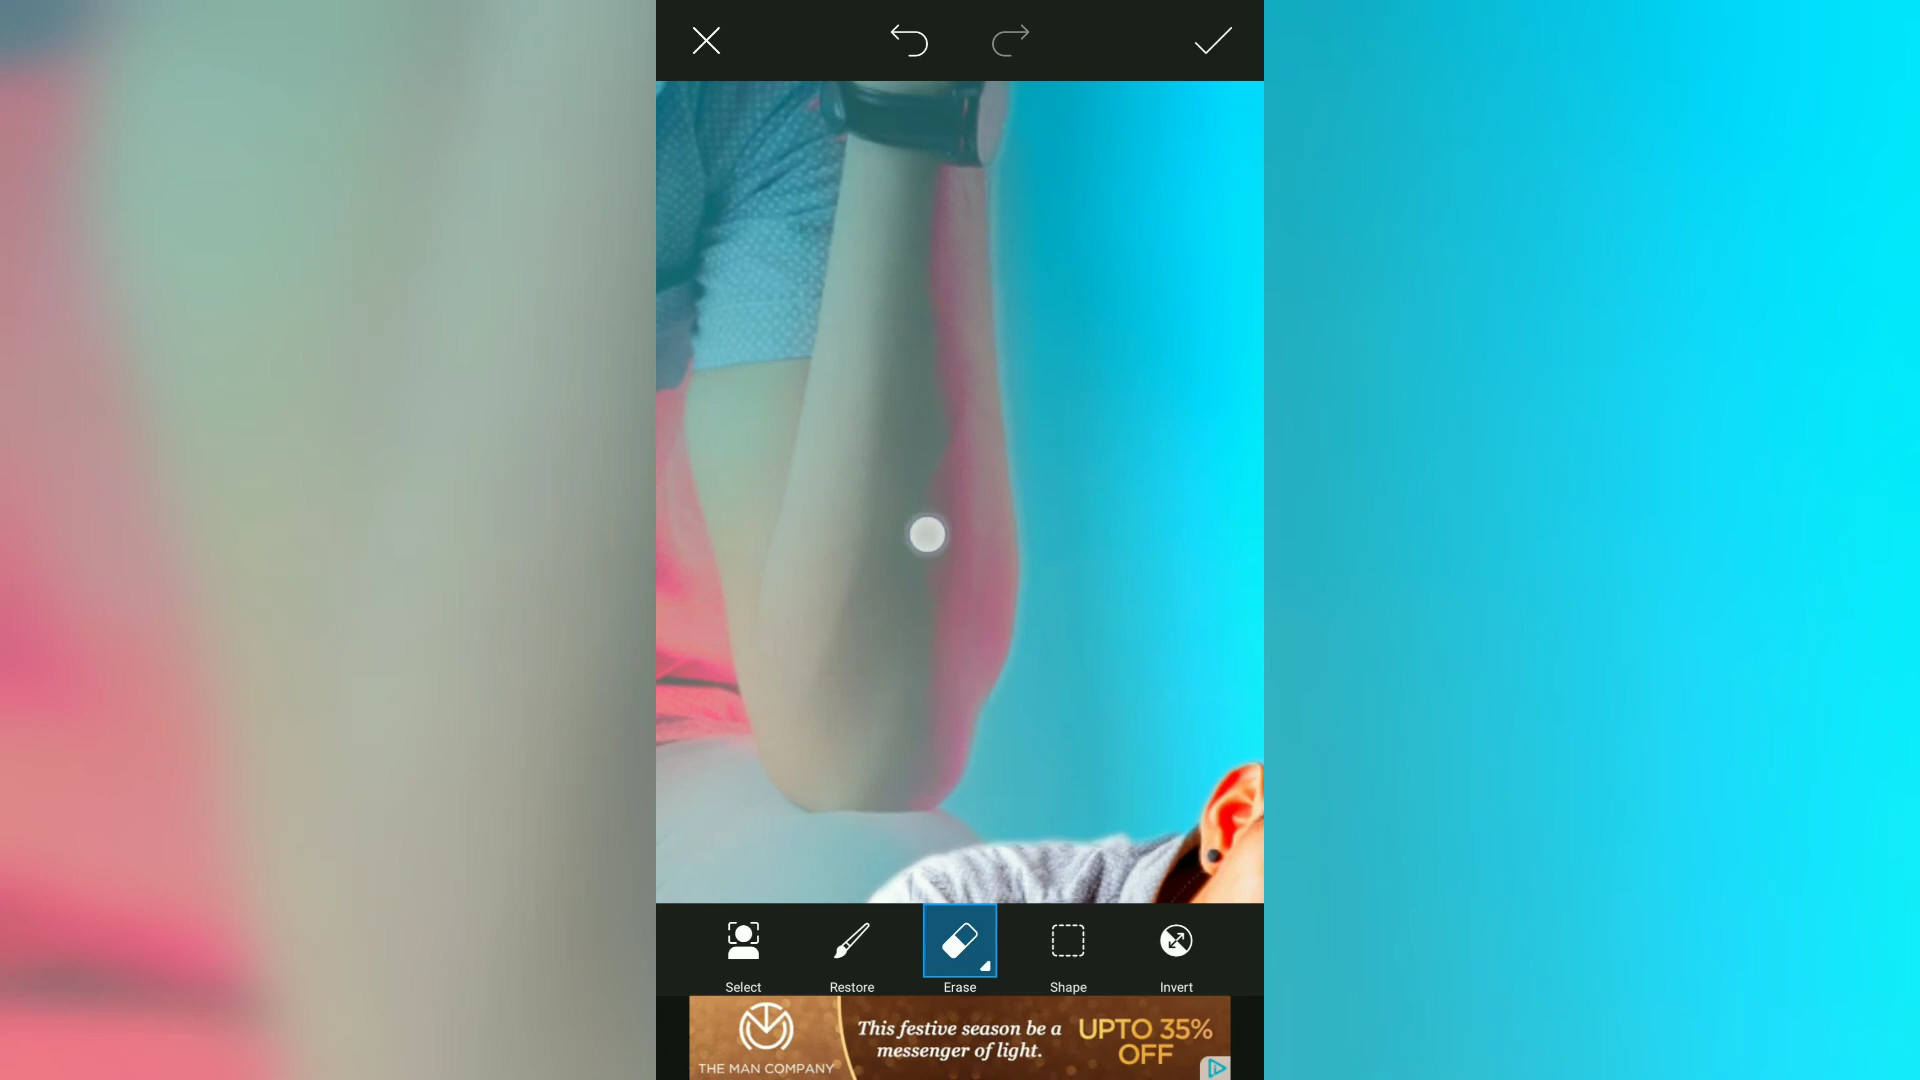 Select
Restore
Erase
Shape
Invert
THE MAN COMPANY
This festive season be a
messenger of light.
UPTO 35%
OFF